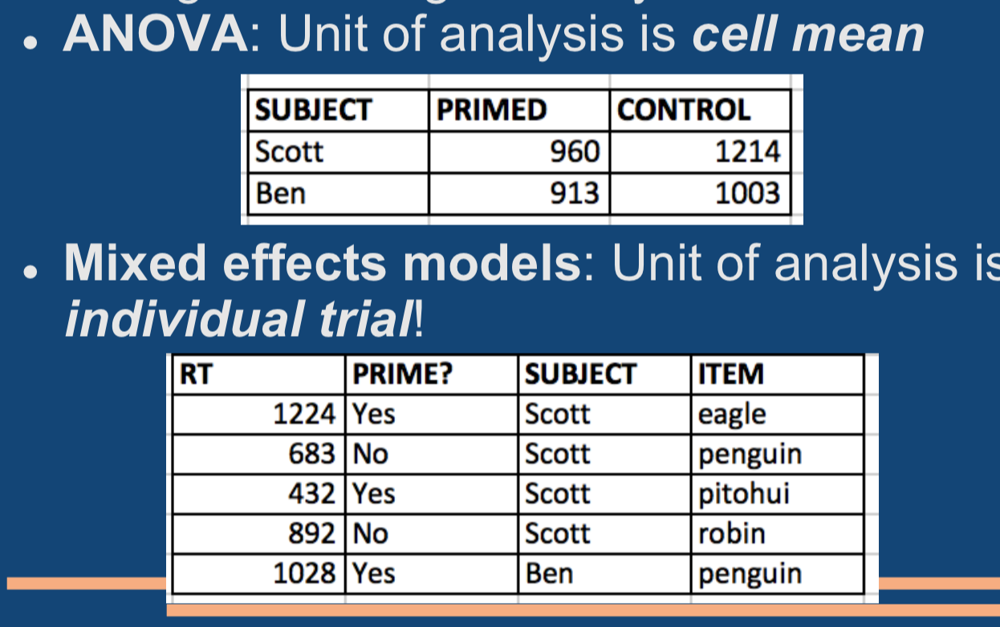 • ANOVA: Unit of analysis is cell mean
SUBJECT PRIMED CONTROL
Scott 960 1214
Ben 913 1003
• Mixed effects models: Unit of analysis is
individual trial!
RT PRIME? SUBJECT ITEM
1224 Yes Scott eagle
683 No Scott penguin
432 Yes Scott pitohui
892 No Scott robin
1028 Yes Ben penguin